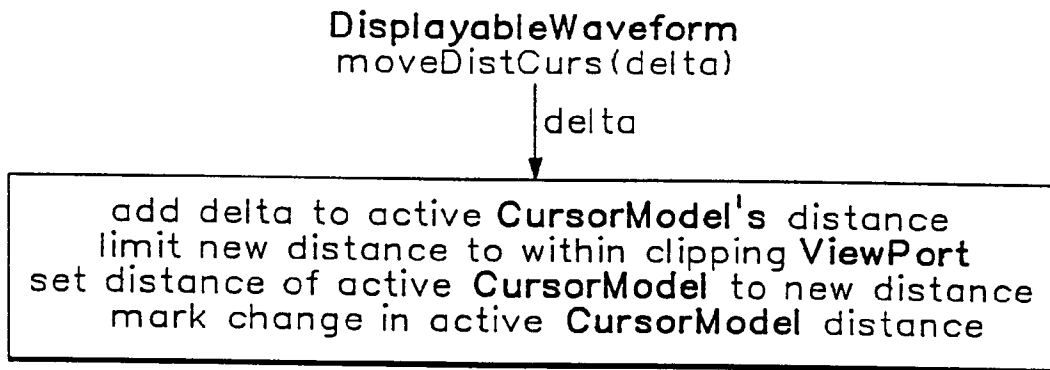 DisplayableWaveform
moveDistCurs(delta)
delta
add delta to active CursorModel's distance
limit new distance to within clipping ViewPort
set distance of active CursorModel to new distance
mark change in active CursorModel distance